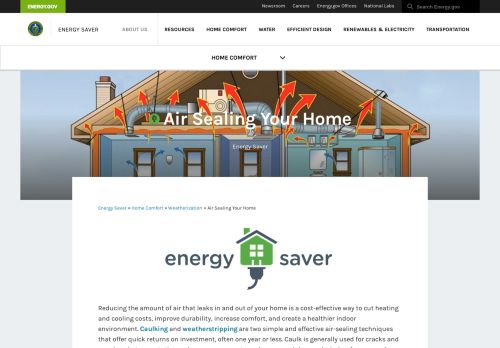 ENERGY.GOV
Newsroom Careers Energy.gov Offices National Labs Search Energy.gov
ENERGY SAVER ABOUT US RESOURCES HOME COMFORT WATER EFFICIENT DESIGN RENEWABLES & ELECTRICITY TRANSPORTATION
HOME COMFORT
Air Sealing Your Home
Energy Saver
Energy Saver » Home Comfort » Weatherization » Air Sealing Your Home
energy saver
Reducing the amount of air that leaks in and out of your home is a cost-effective way to cut heating
and cooling costs, improve durability, increase comfort, and create a healthier indoor
environment. Caulking and weatherstripping are two simple and effective air-sealing techniques
that offer quick returns on investment, often one year or less. Caulk is generally used for cracks and